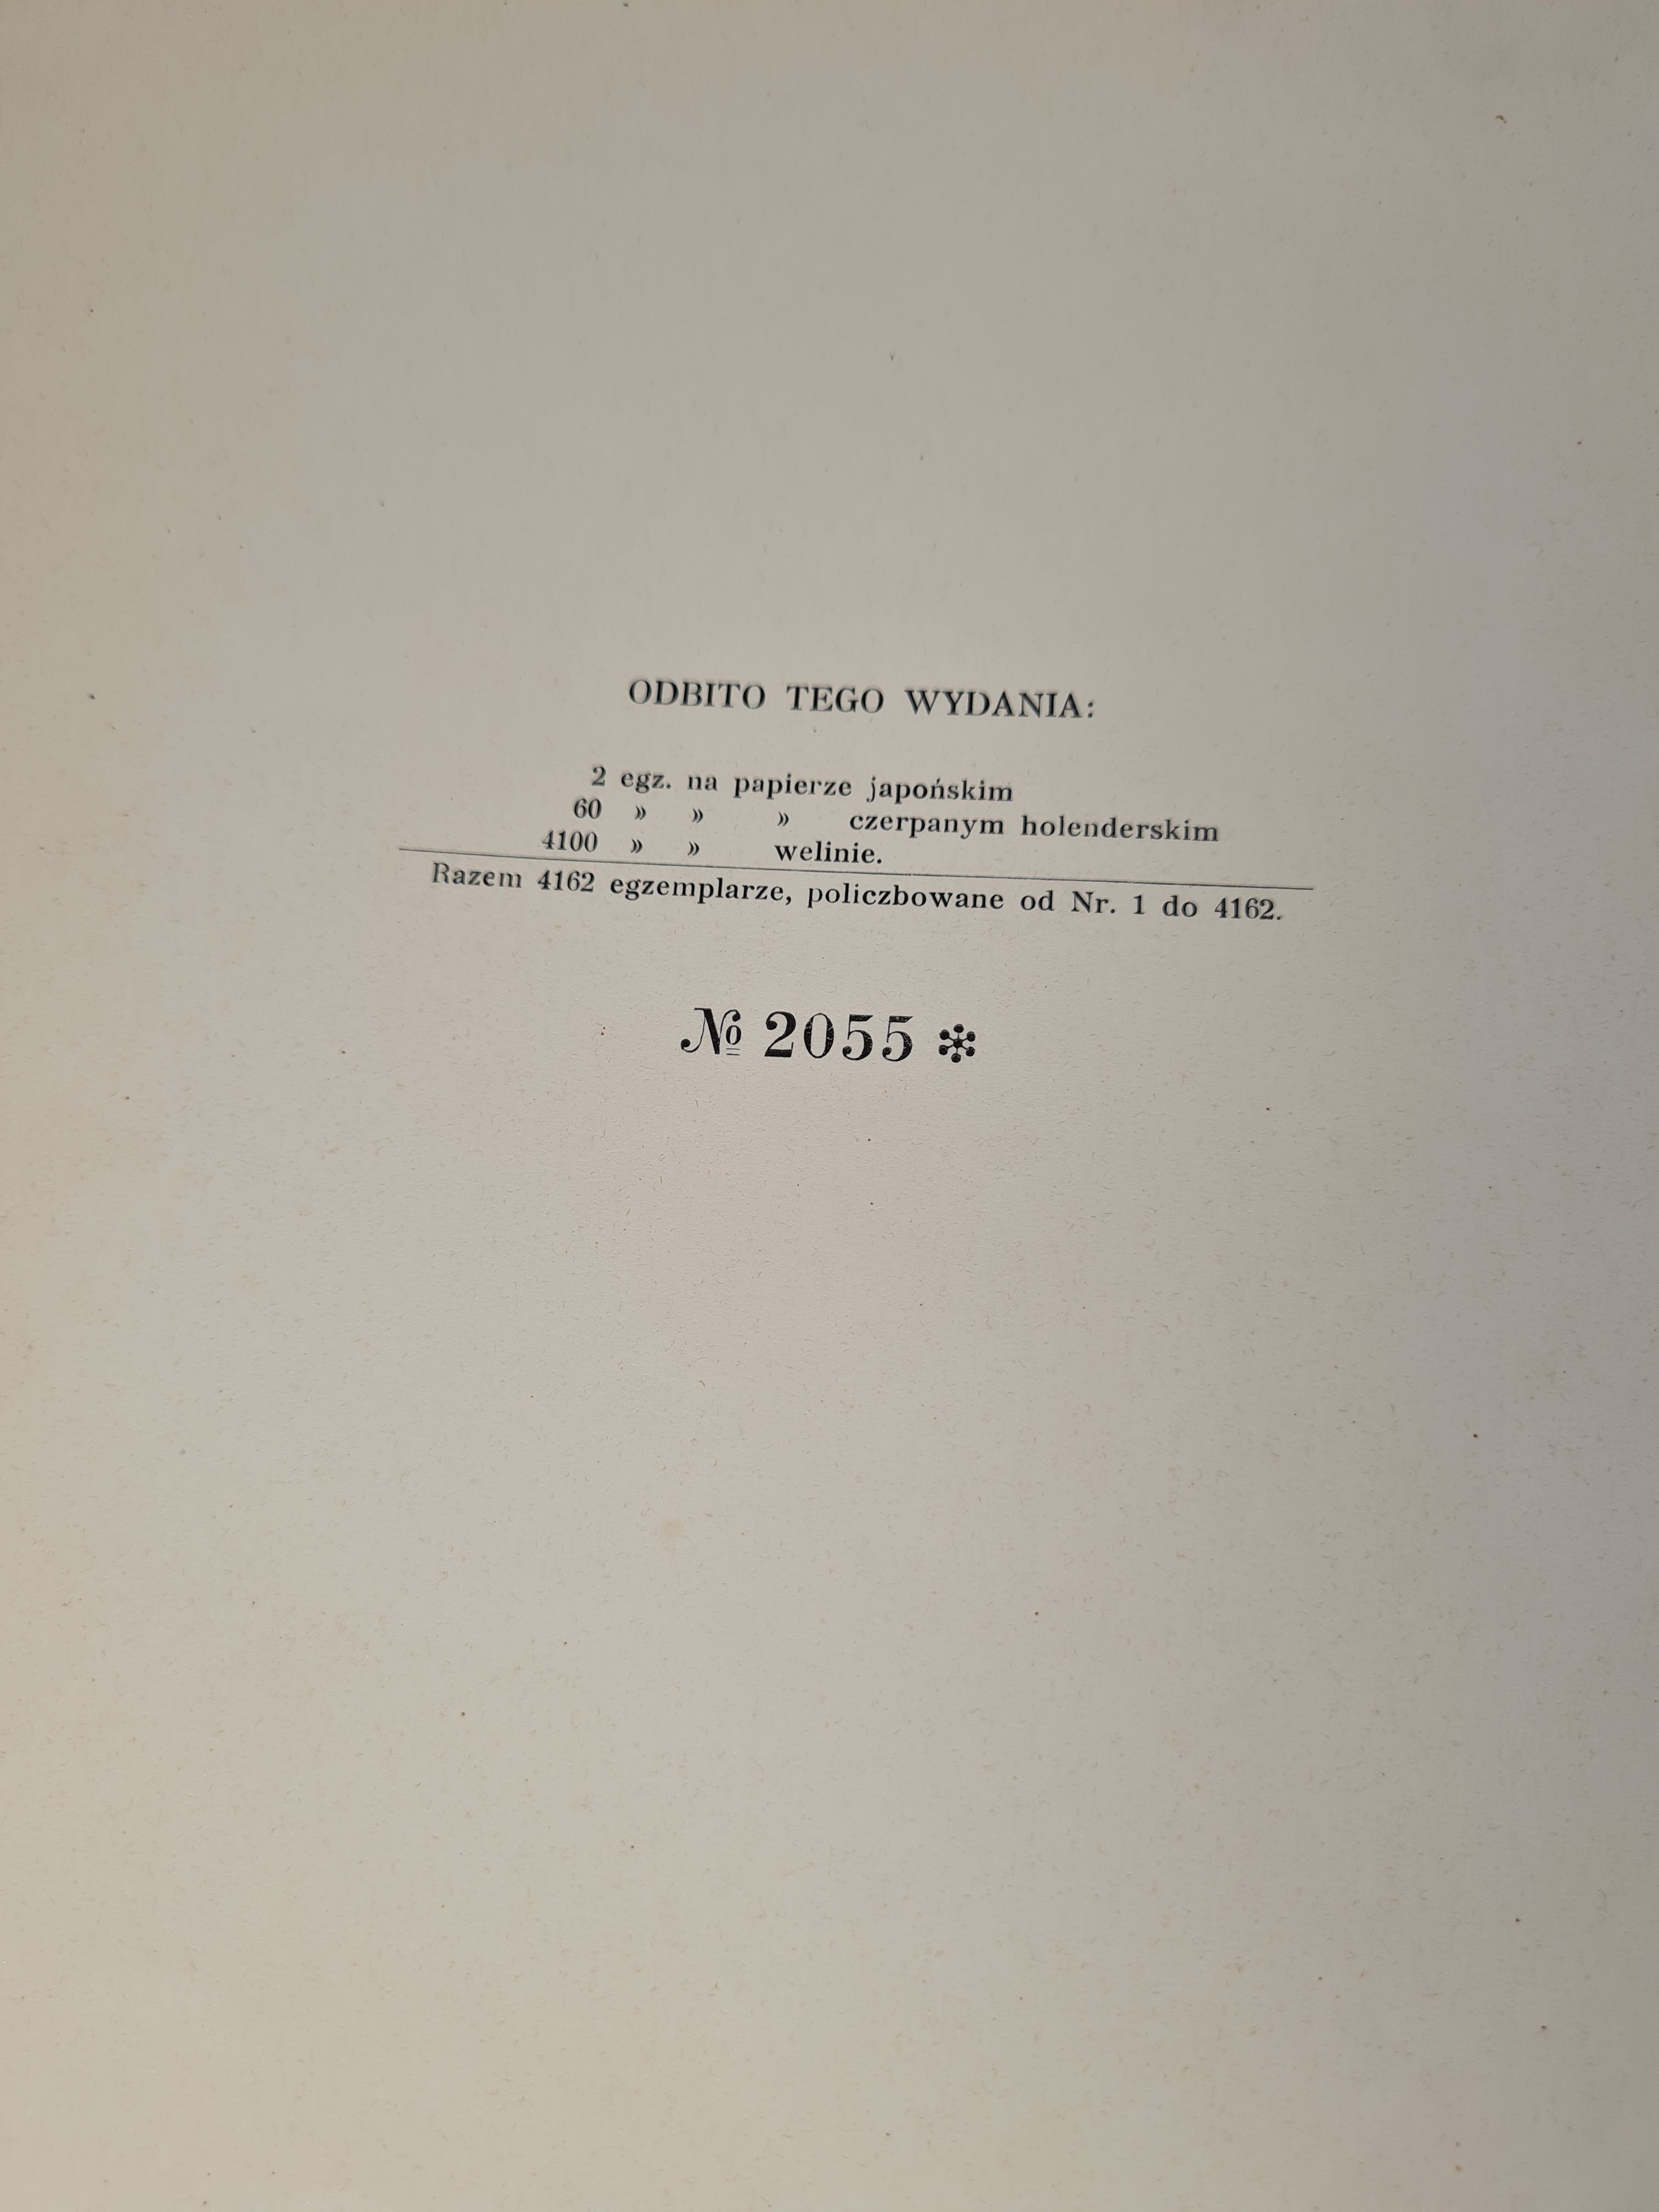 ODBITO TEGO WYDANIA:
2 egz. na papierze japońskim
60 » » » czerpanym holenderskim
4100 » » welinie.
Razem 4162 egzemplarze, policzbowane od Nr. 1 do 4162.
№ 2055 ✻